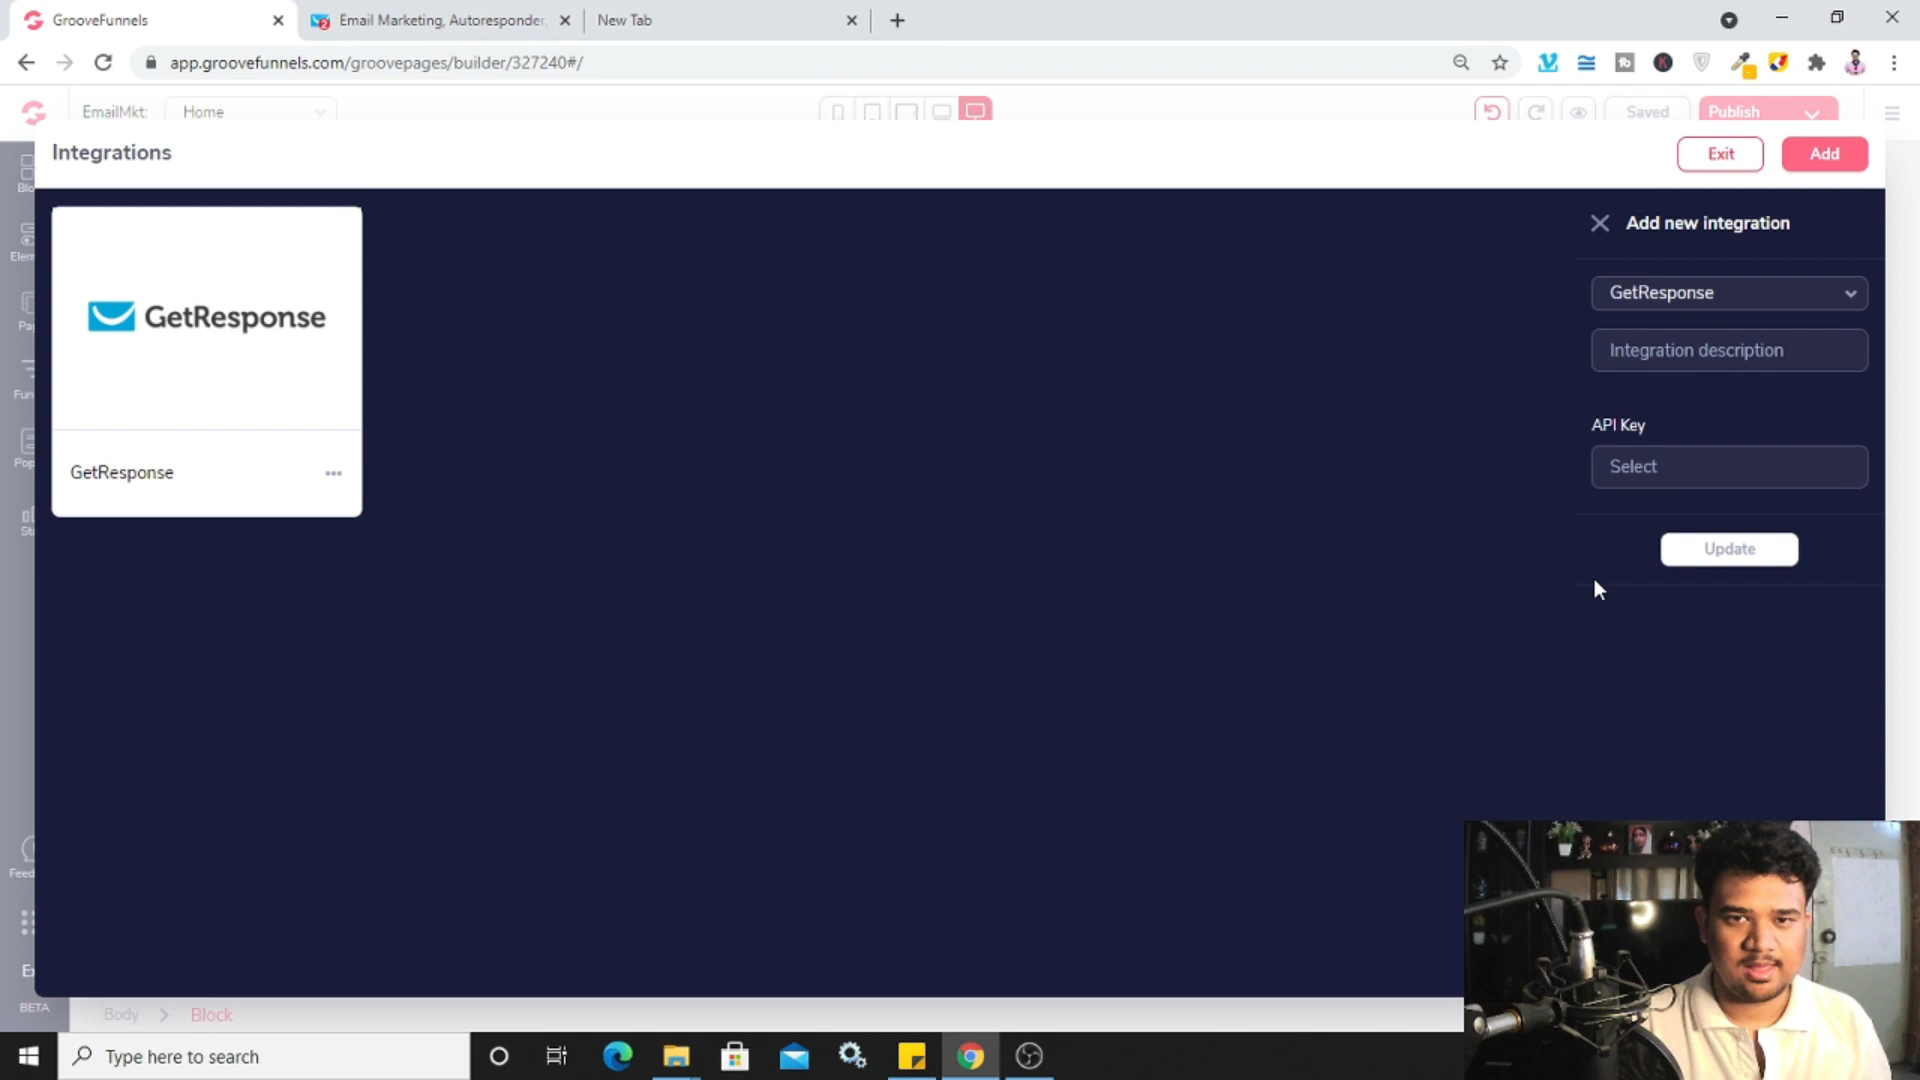 GrooveFunnels
Email Marketing, Autoresponder
New Tab
app.groovefunnels.com/groovepages/builder/327240#/
EmailMkt:
Home
Saved
Publish
Integrations
Exit
Add
Add new integration
GetResponse
GetResponse
Integration description
API Key
GetResponse
Select
Update
Body
Block
BETA
Type here to search